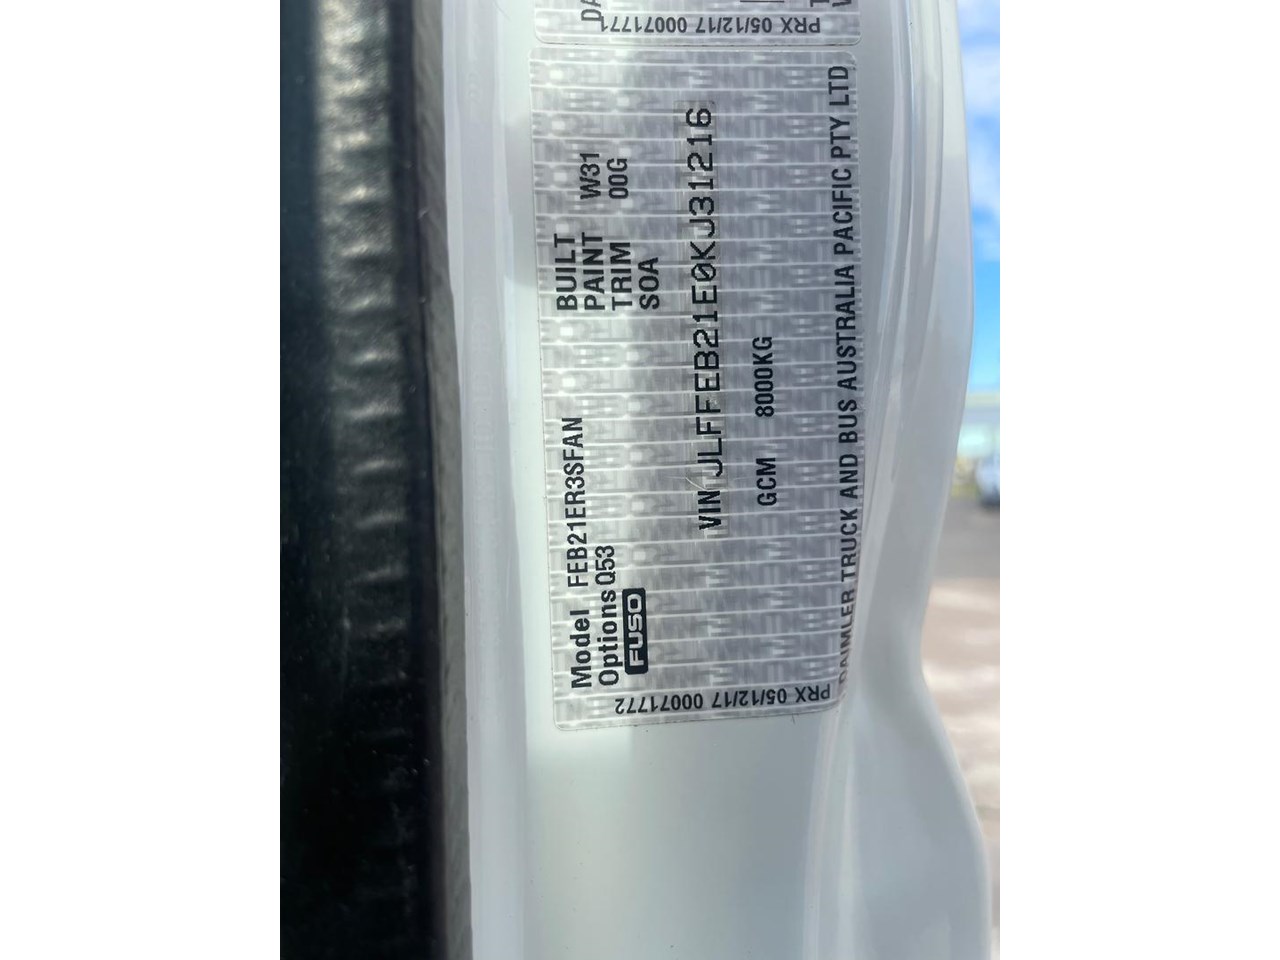 Model FEB21ER3SFAN
Options Q53
FUSO
BUILT
PAINT W31
TRIM 00G
SOA
VIN JLFFEB21E0KJ31216
GCM 8000KG
DAIMLER TRUCK AND BUS AUSTRALIA PACIFIC PTY LTD
PRX 05/12/17 00071772
PRX 05/12/17 00071771
DA